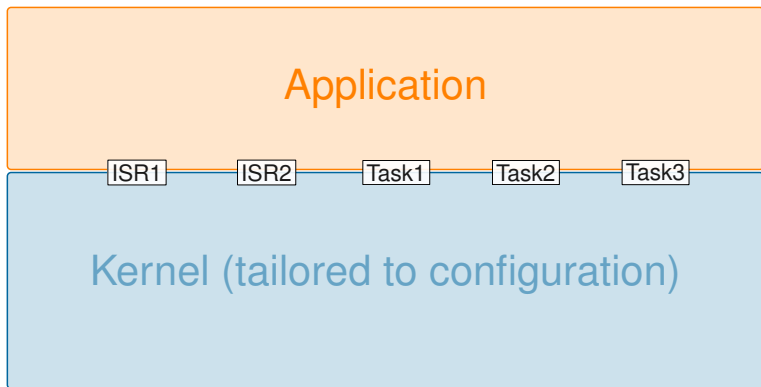 Application
ISR1 ISR2 Task1 Task2 Task3
Kernel (tailored to configuration)